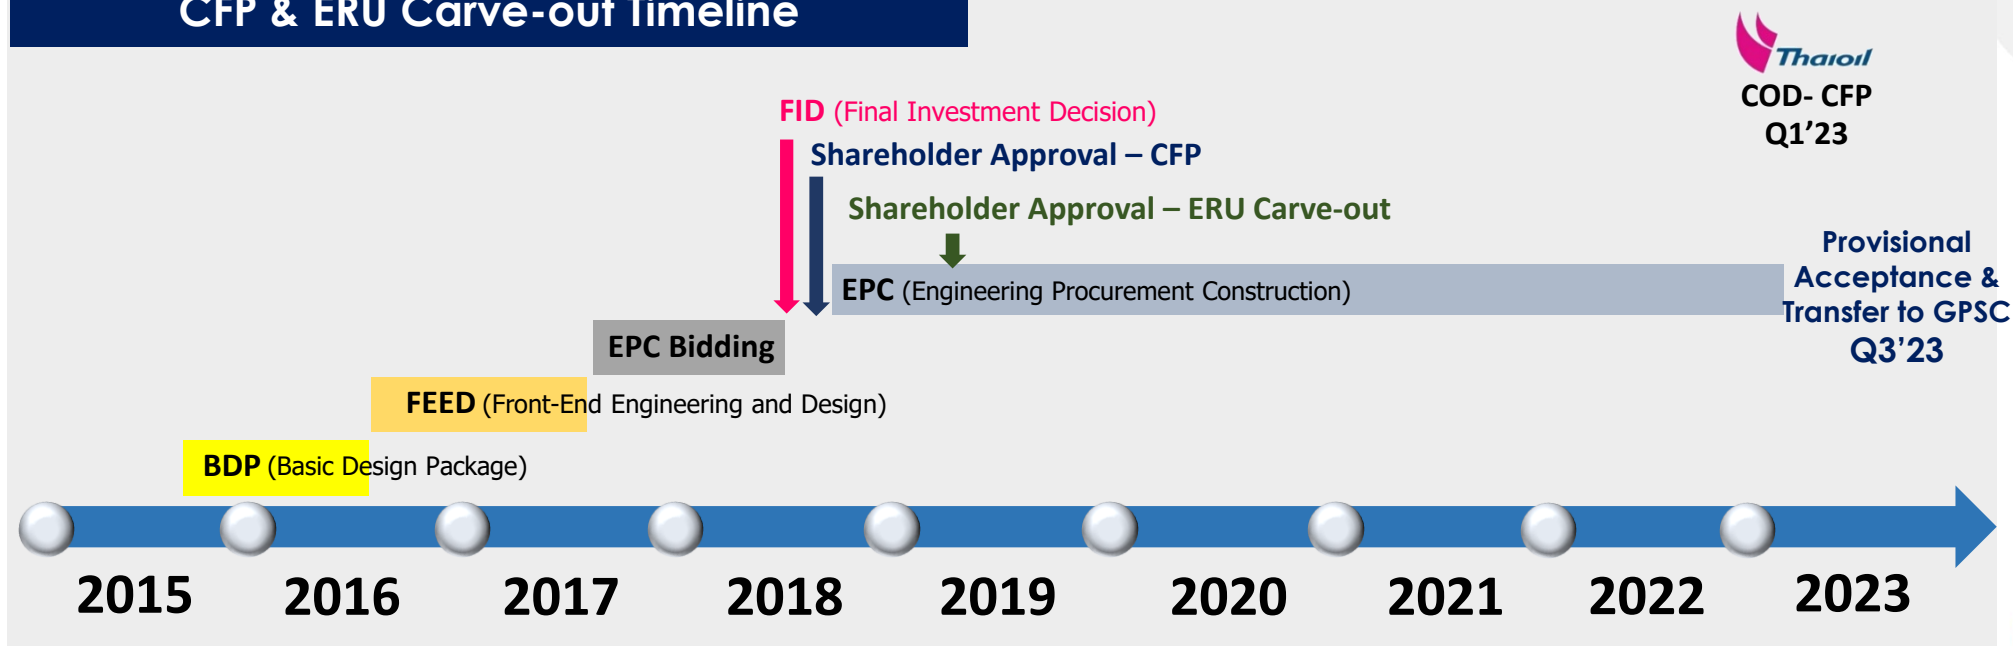 CFP & ERU Carve-out Timeline
Thaioil
COD- CFP
Q1’23
FID (Final Investment Decision)
Shareholder Approval – CFP
Shareholder Approval – ERU Carve-out
Provisional
Acceptance &
Transfer to GPSC
Q3’23
EPC (Engineering Procurement Construction)
EPC Bidding
FEED (Front-End Engineering and Design)
BDP (Basic Design Package)
2015 2016 2017 2018 2019 2020 2021 2022 2023